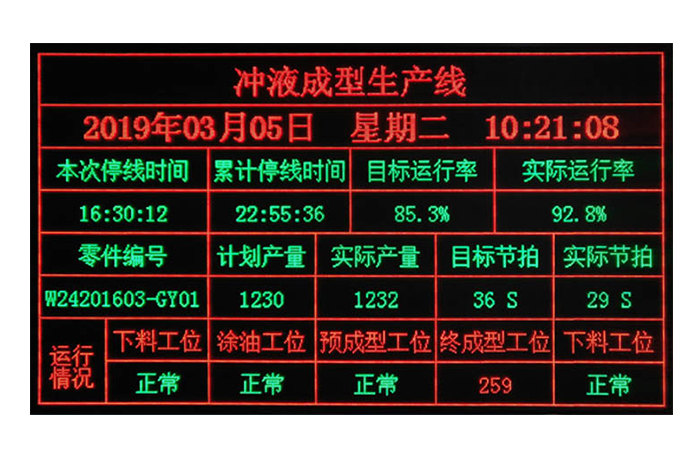 冲液成型生产线
2019年03月05日 星期二 10:21:08
本次停线时间 累计停线时间 目标运行率 实际运行率
16:30:12 22:55:36 85.3% 92.8%
零件编号 计划产量 实际产量 目标节拍 实际节拍
W24201603-GY01 1230 1232 36 S 29 S
运行情况 下料工位 涂油工位 预成型工位 终成型工位 下料工位
正常 正常 正常 259 正常